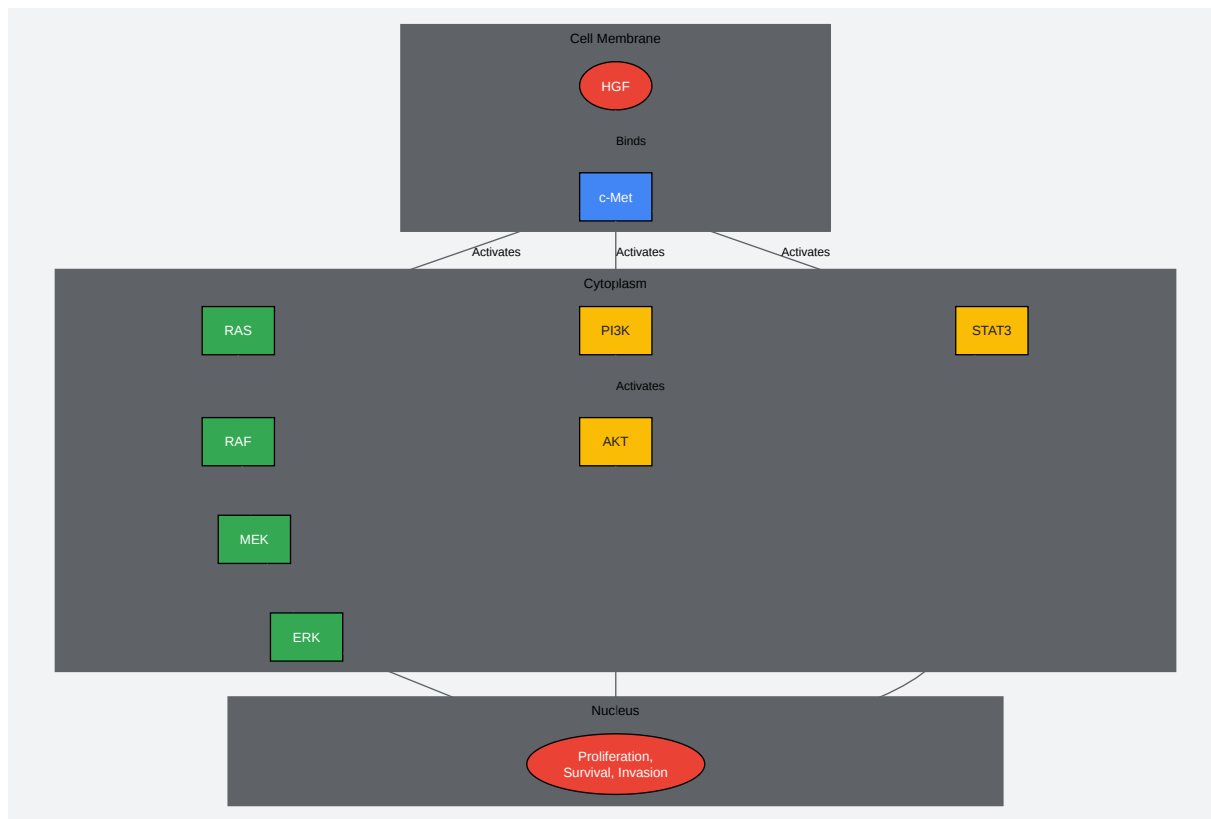 Cell Membrane
HGF
Binds
c-Met
Activates
Activates
Activates
Cytoplasm
RAS
PI3K
STAT3
Activates
RAF
AKT
MEK
ERK
Nucleus
Proliferation,
Survival, Invasion